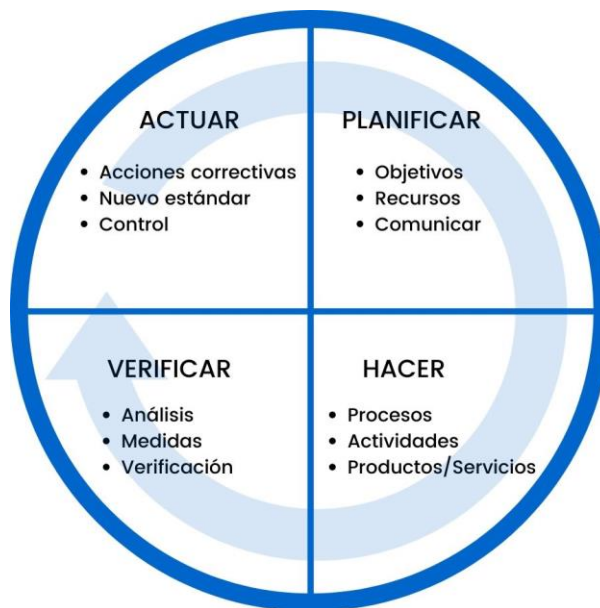 ACTUAR
• Acciones correctivas
• Nuevo estándar
• Control
PLANIFICAR
• Objetivos
• Recursos
• Comunicar
VERIFICAR
• Análisis
• Medidas
• Verificación
HACER
• Procesos
• Actividades
• Productos/Servicios